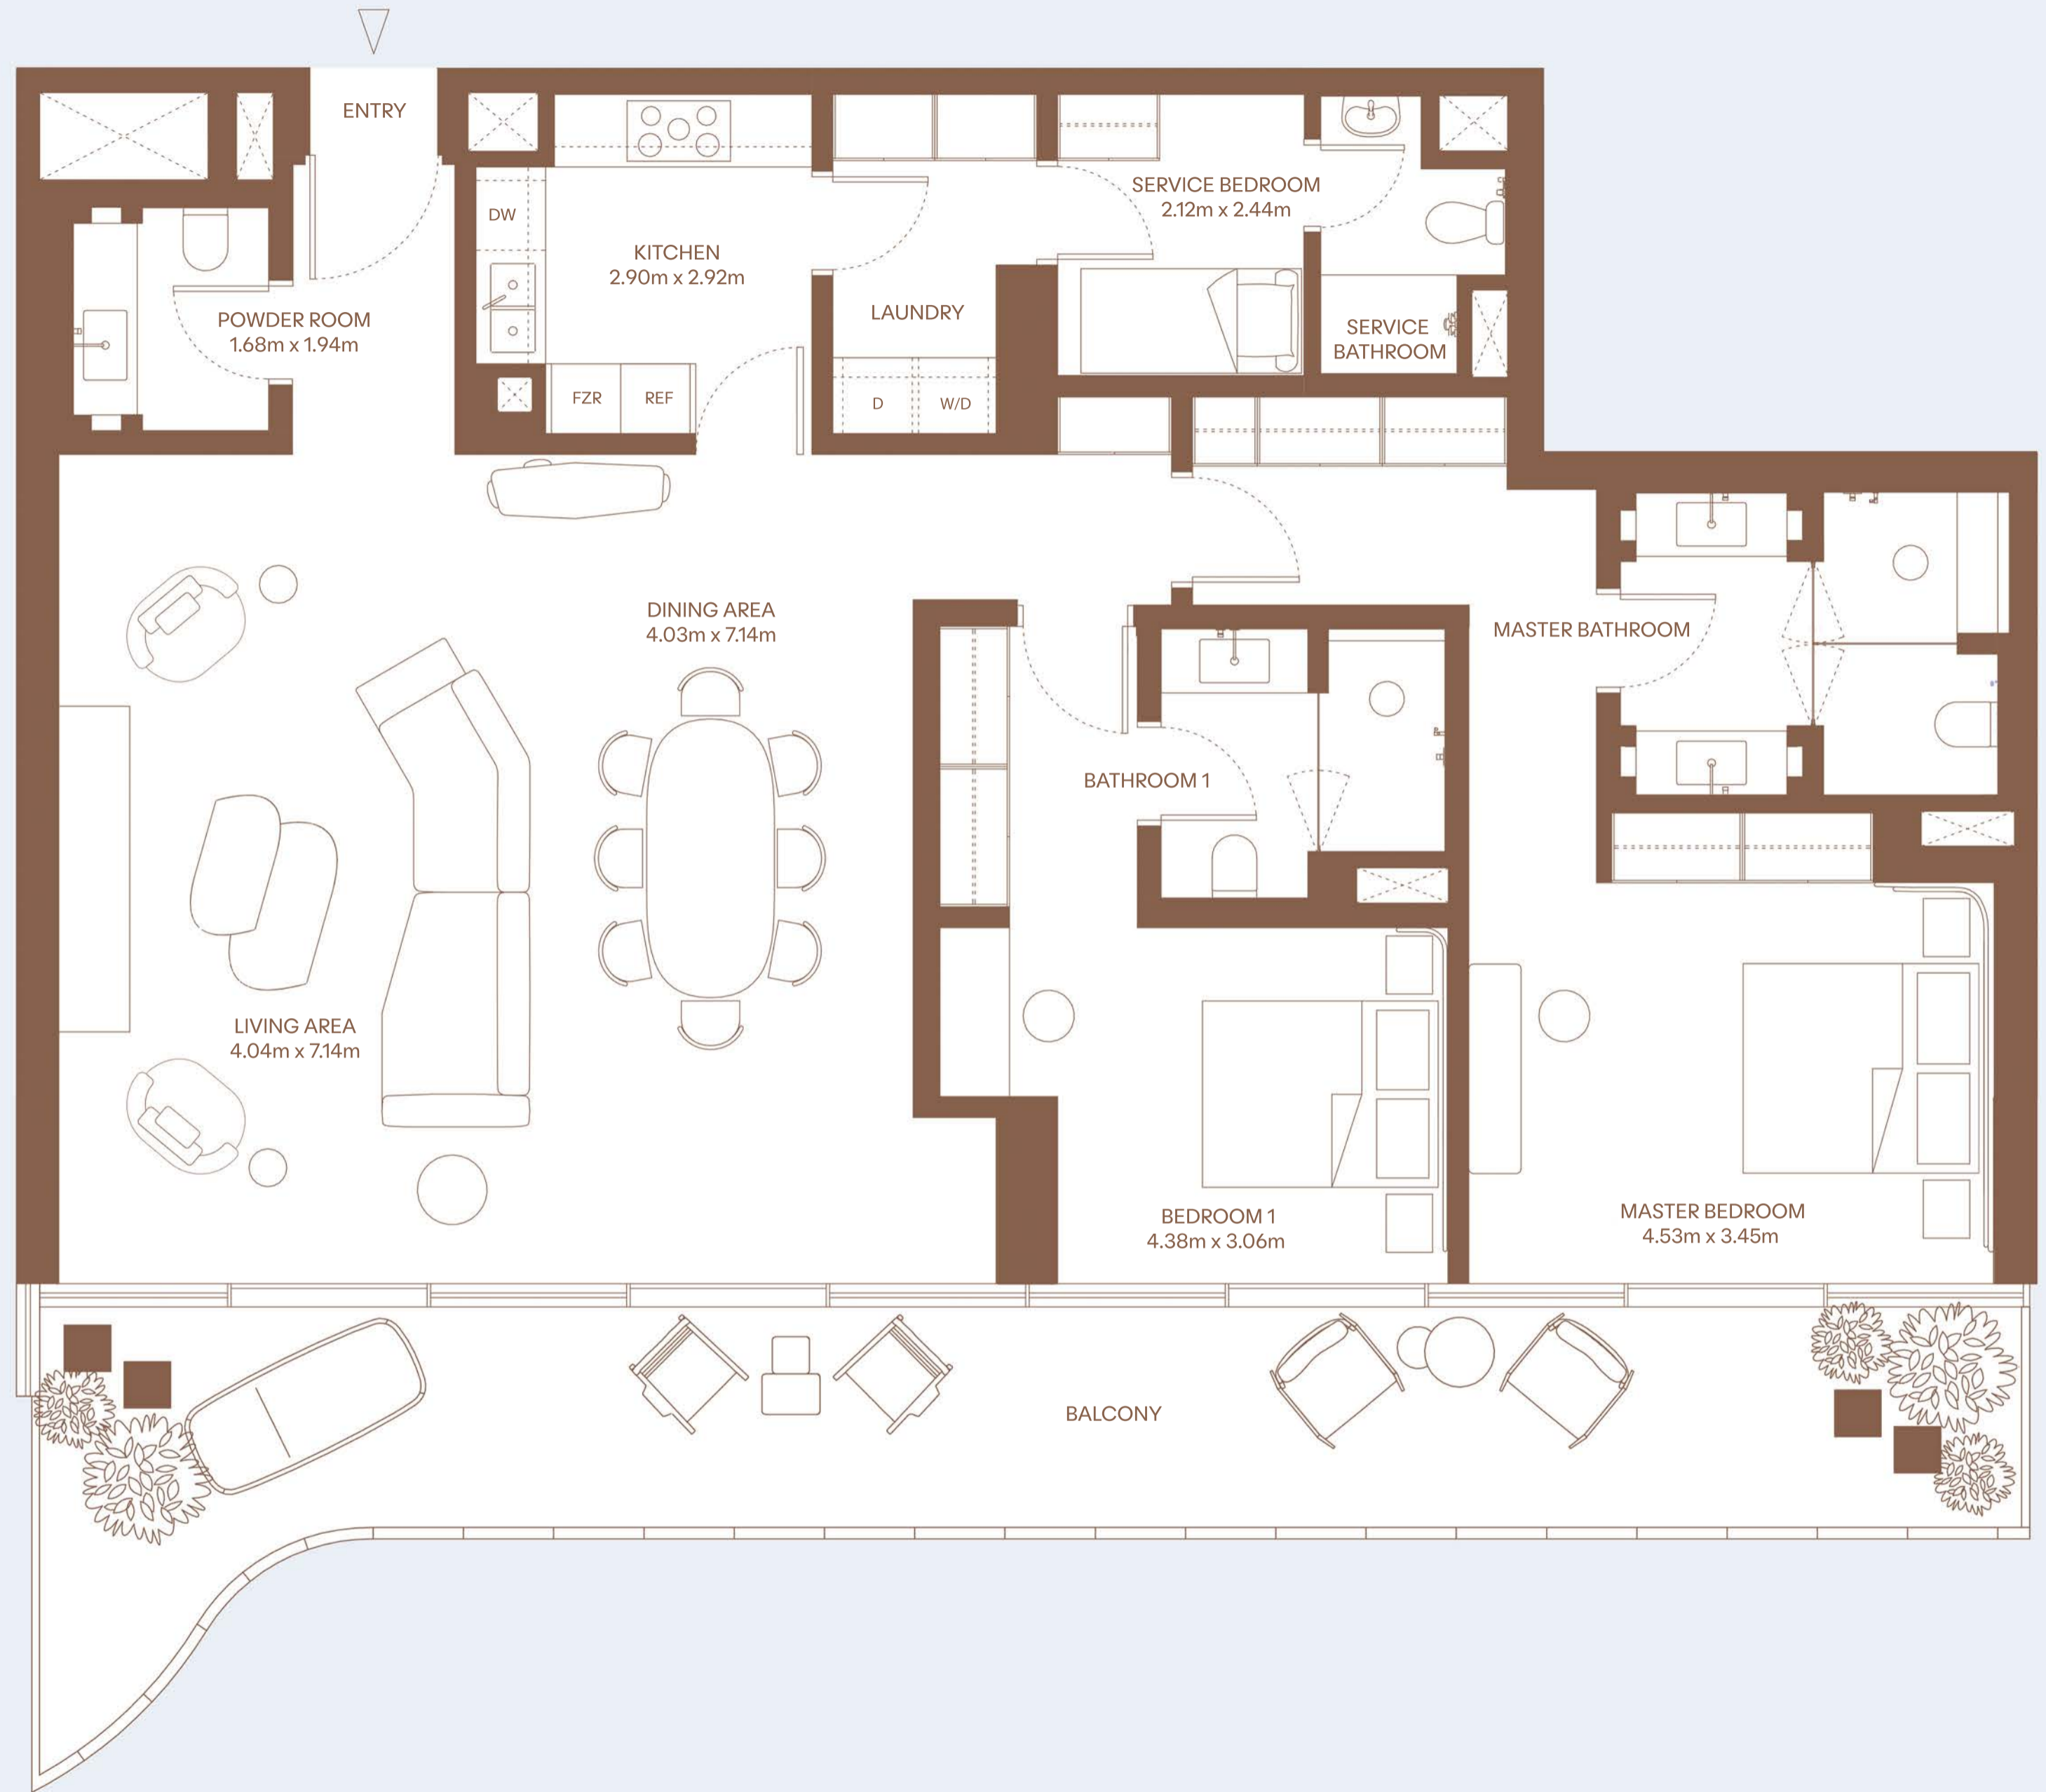 ENTRY
SERVICE BEDROOM
2.12m x 2.44m
DW
KITCHEN
2.90m x 2.92m
POWDER ROOM
1.68m x 1.94m
LAUNDRY
SERVICE
BATHROOM
FZR
REF
D
W/D
DINING AREA
4.03m x 7.14m
MASTER BATHROOM
BATHROOM 1
LIVING AREA
4.04m x 7.14m
BEDROOM 1
4.38m x 3.06m
MASTER BEDROOM
4.53m x 3.45m
BALCONY